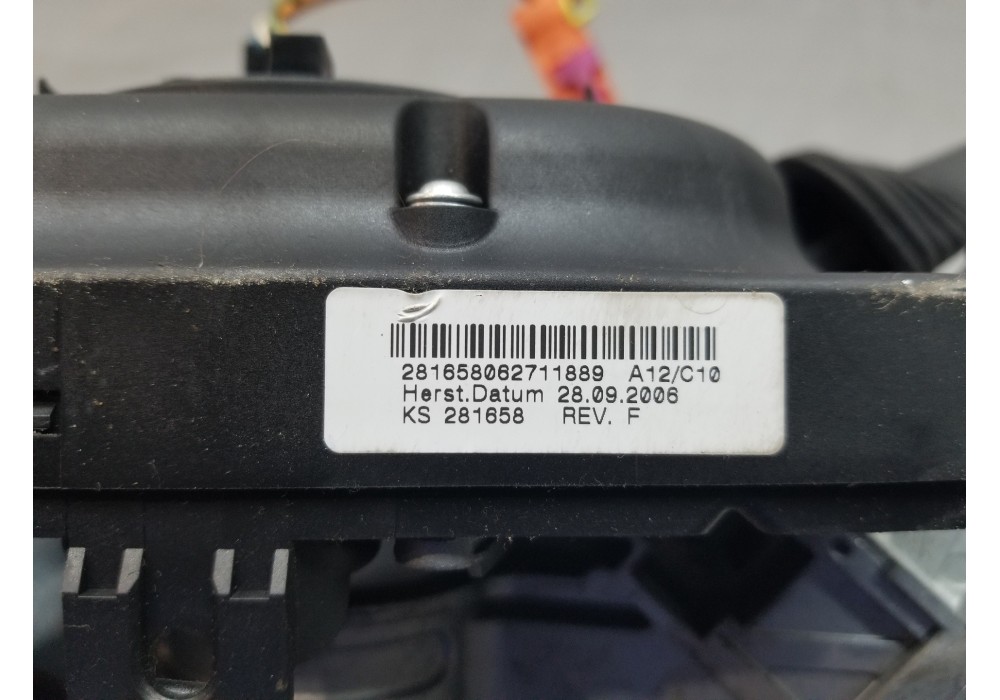 281658062711889 A12/C10
Herst.Datum 28.09.2006
KS 281658 REV. F